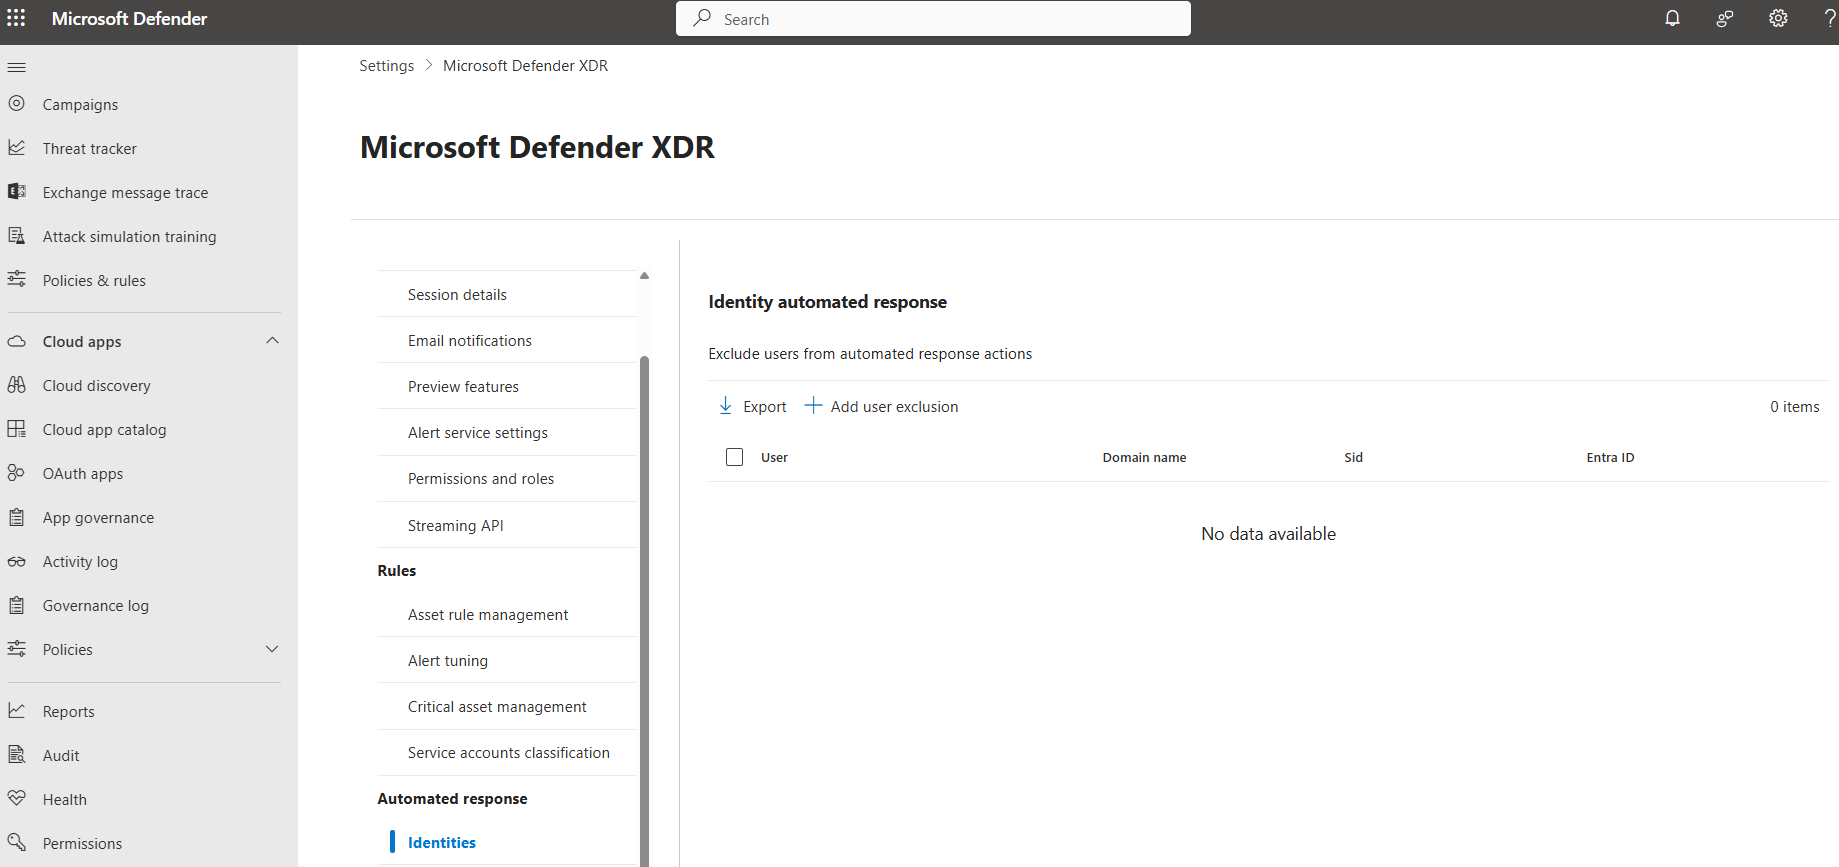 Microsoft Defender
Search
Settings > Microsoft Defender XDR
Campaigns
Threat tracker
Exchange message trace
Attack simulation training
Policies & rules
Cloud apps
Cloud discovery
Cloud app catalog
OAuth apps
App governance
Activity log
Governance log
Policies
Reports
Audit
Health
Permissions
Microsoft Defender XDR
Session details
Email notifications
Preview features
Alert service settings
Permissions and roles
Streaming API
Rules
Asset rule management
Alert tuning
Critical asset management
Service accounts classification
Automated response
Identities
Identity automated response
Exclude users from automated response actions
Export Add user exclusion 0 items
User Domain name Sid Entra ID
No data available